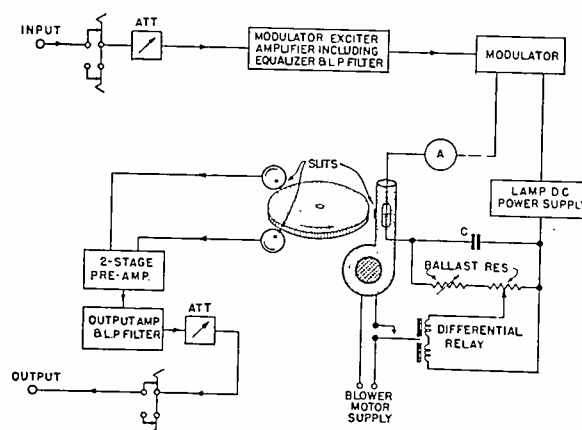 INPUT
ATT
MODULATOR EXCITER
AMPLIFIER INCLUDING
EQUALIZER & L.P FILTER
MODULATOR
SLITS
A
LAMP D.C
POWER SUPPLY
C
BALLAST RES
2-STAGE
PRE-AMP.
OUTPUT AMP
& L.P FILTER
ATT
DIFFERENTIAL
RELAY
OUTPUT
BLOWER
MOTOR
SUPPLY